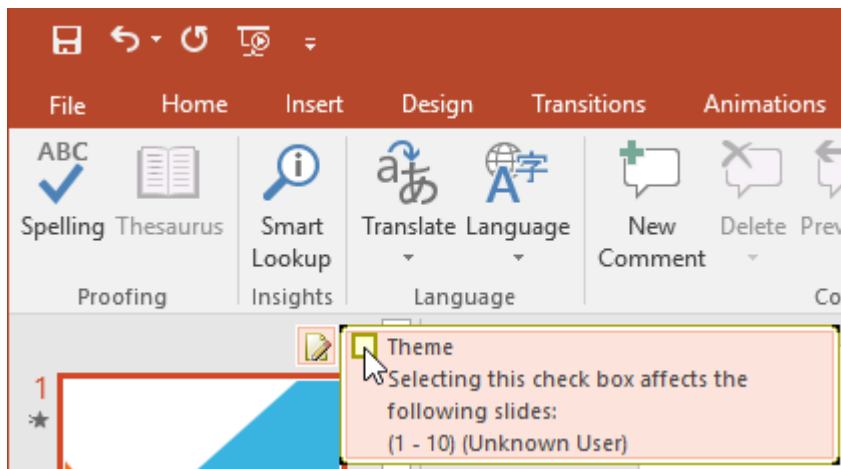 File Home Insert Design Transitions Animations
ABC
Spelling Thesaurus Smart Lookup Translate Language New Comment Delete
Proofing Insights Language
Theme
Selecting this check box affects the
following slides:
(1 - 10) (Unknown User)
1